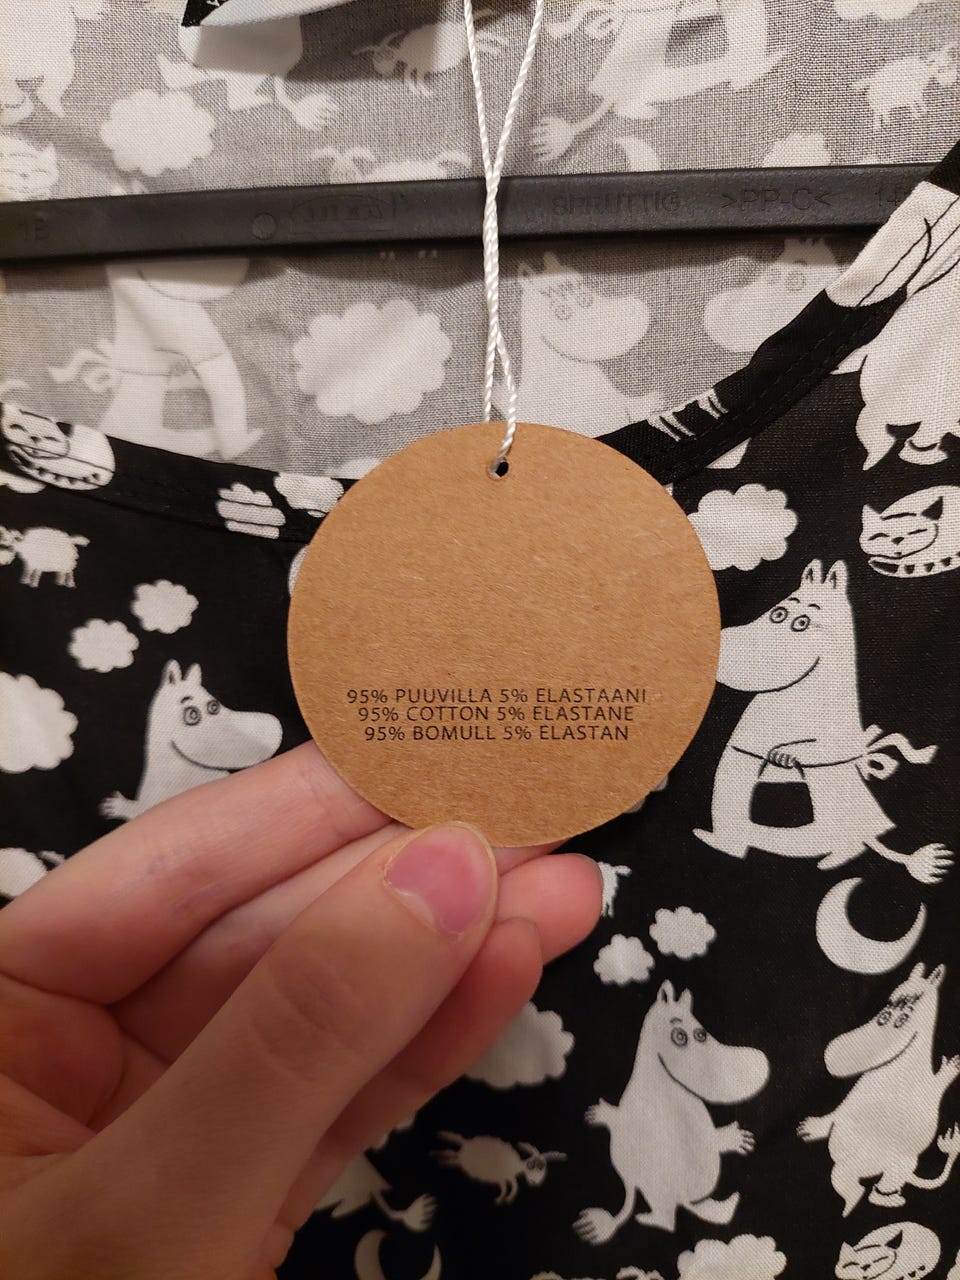 SPRUTTIG >PP-C<
95% PUUVILLA 5% ELASTAANI
95% COTTON 5% ELASTANE
95% BOMULL 5% ELASTAN